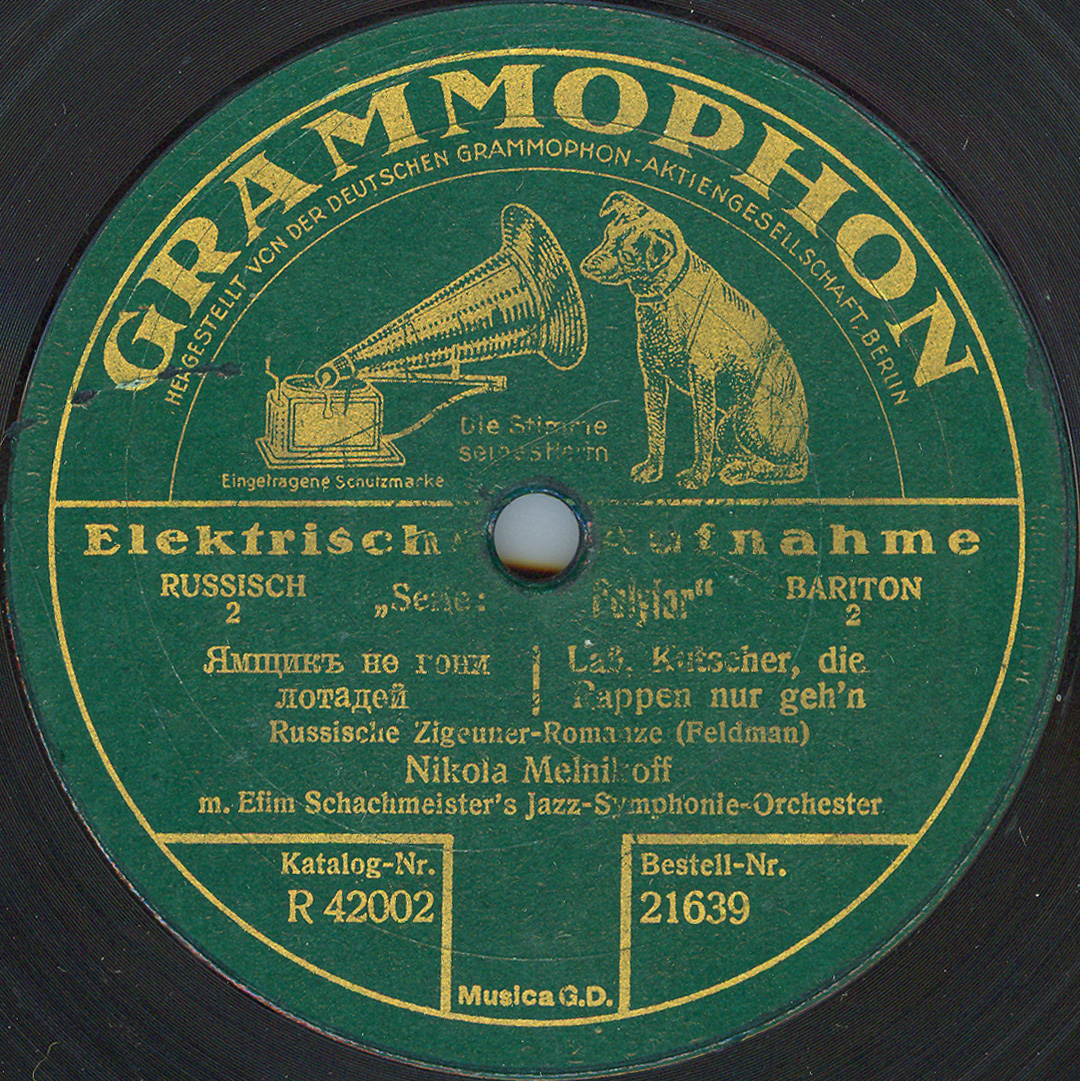 GRAMMOPHON
HERGESTELLT VON DER DEUTSCHEN GRAMMOPHON-AKTIENGESELLSCHAFT, BERLIN
Die Stimme
seines Herrn
Eingetragene Schutzmarke
Elektrische Aufnahme
RUSSISCH „Serie: Polyfar“ BARITON
2 2
Ямщикъ не гони Laß, Kutscher, die
лотадей Rappen nur geh'n
Russische Zigeuner-Romanze (Feldman)
Nikola Melnikoff
m. Efim Schachmeister's Jazz-Symphonie-Orchester
Katalog-Nr. Bestell-Nr.
R 42002 21639
Musica G.D.